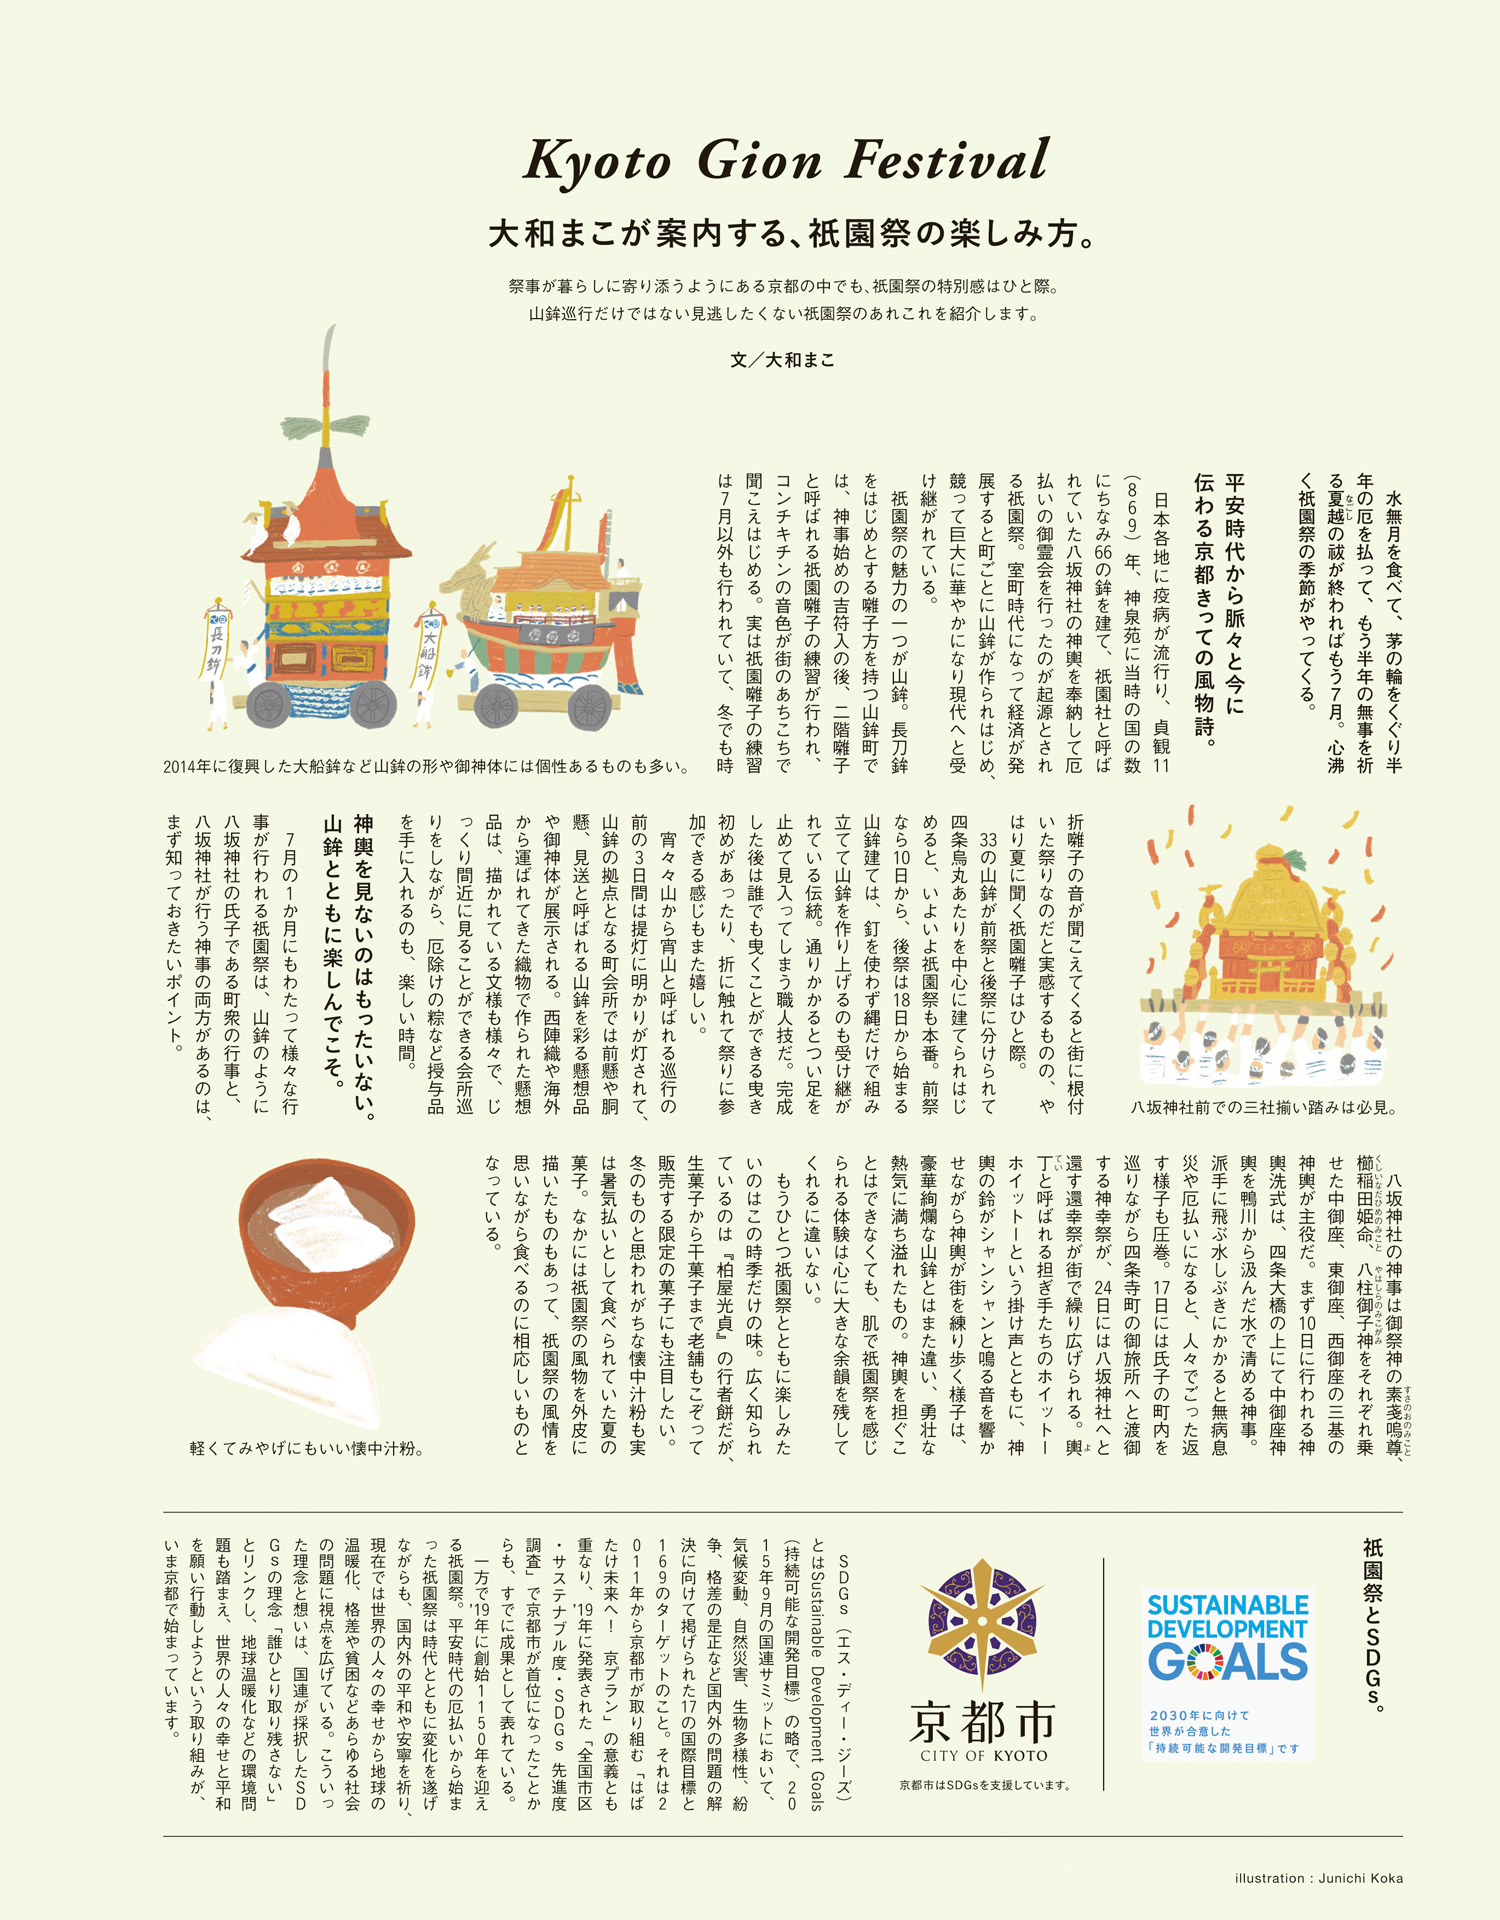 Kyoto Gion Festival
大和まこが案内する、祇園祭の楽しみ方。
祭事が暮らしに寄り添うようにある京都の中でも、祇園祭の特別感はひと際。
山鉾巡行だけではない見逃したくない祇園祭のあれこれを紹介します。
文／大和まこ
水無月を食べて、茅の輪をくぐり半
年の厄を払って、もう半年の無事を祈
る夏越の祓が終わればもう７月。心沸
なごし
く祇園祭の季節がやってくる。
平安時代から脈々と今に
伝わる京都きっての風物詩。
日本各地に疫病が流行り、貞観11
（869）年、神泉苑に当時の国の数
にちなみ66の鉾を建て、祇園社と呼ば
れていた八坂神社の神輿を奉納して厄
払いの御霊会を行ったのが起源とされ
る祇園祭。室町時代になって経済が発
展すると町ごとに山鉾が作られはじめ、
競って巨大に華やかになり現代へと受
け継がれている。
祇園祭の魅力の一つが山鉾。長刀鉾
をはじめとする囃子方を持つ山鉾町で
は、神事始めの吉符入の後、二階囃子
と呼ばれる祇園囃子の練習が行われ、
コンチキチンの音色が街のあちこちで
聞こえはじめる。実は祇園囃子の練習
は７月以外も行われていて、冬でも時
長刀鉾
大船鉾
2014年に復興した大船鉾など山鉾の形や御神体には個性あるものも多い。
八坂神社前での三社揃い踏みは必見。
折囃子の音が聞こえてくると街に根付
いた祭りなのだと実感するものの、や
はり夏に聞く祇園囃子はひと際。
33の山鉾が前祭と後祭に分けられて
四条烏丸あたりを中心に建てられはじ
めると、いよいよ祇園祭も本番。前祭
なら10日から、後祭は18日から始まる
山鉾建ては、釘を使わず縄だけで組み
立てて山鉾を作り上げるのも受け継が
れている伝統。通りかかるとつい足を
止めて見入ってしまう職人技だ。完成
した後は誰でも曳くことができる曳き
初めがあったり、折に触れて祭りに参
加できる感じもまた嬉しい。
宵々々山から宵山と呼ばれる巡行の
前の３日間は提灯に明かりが灯されて、
山鉾の拠点となる町会所では前懸や胴
懸、見送と呼ばれる山鉾を彩る懸想品
や御神体が展示される。西陣織や海外
から運ばれてきた織物で作られた懸想
品は、描かれている文様も様々で、じ
っくり間近に見ることができる会所巡
りをしながら、厄除けの粽など授与品
を手に入れるのも、楽しい時間。
神輿を見ないのはもったいない。
山鉾とともに楽しんでこそ。
７月の１か月にもわたって様々な行
事が行われる祇園祭は、山鉾のように
八坂神社の氏子である町衆の行事と、
八坂神社が行う神事の両方があるのは、
まず知っておきたいポイント。
八坂神社の神事は御祭神の素戔嗚尊、
すさのおのみこと
櫛稲田姫命、八柱御子神をそれぞれ乗
くしいなだひめのみこと　やはしらのみこがみ
せた中御座、東御座、西御座の三基の
神輿が主役だ。まず10日に行われる神
輿洗式は、四条大橋の上にて中御座神
輿を鴨川から汲んだ水で清める神事。
派手に飛ぶ水しぶきにかかると無病息
災や厄払いになると、人々でごった返
す様子も圧巻。17日には氏子の町内を
巡りながら四条寺町の御旅所へと渡御
する神幸祭が、24日には八坂神社へと
還す還幸祭が街で繰り広げられる。輿
よ
丁と呼ばれる担ぎ手たちのホイットー
てい
ホイットーという掛け声とともに、神
輿の鈴がシャンシャンと鳴る音を響か
せながら神輿が街を練り歩く様子は、
豪華絢爛な山鉾とはまた違い、勇壮な
熱気に満ち溢れたもの。神輿を担ぐこ
とはできなくても、肌で祇園祭を感じ
られる体験は心に大きな余韻を残して
くれるに違いない。
もうひとつ祇園祭とともに楽しみた
いのはこの時季だけの味。広く知られ
ているのは『柏屋光貞』の行者餅だが、
生菓子から干菓子まで老舗もこぞって
販売する限定の菓子にも注目したい。
冬のものと思われがちな懐中汁粉も実
は暑気払いとして食べられていた夏の
菓子。なかには祇園祭の風物を外皮に
描いたものもあって、祇園祭の風情を
思いながら食べるのに相応しいものと
なっている。
軽くてみやげにもいい懐中汁粉。
祇園祭とSDGs。
SUSTAINABLE
DEVELOPMENT
GOALS
2030年に向けて
世界が合意した
「持続可能な開発目標」です
京都市
CITY OF KYOTO
京都市はSDGsを支援しています。
SDGs（エス・ディー・ジーズ）
とはSustainable Development Goals
（持続可能な開発目標）の略で、20
15年9月の国連サミットにおいて、
気候変動、自然災害、生物多様性、紛
争、格差の是正など国内外の問題の解
決に向けて掲げられた17の国際目標と
169のターゲットのこと。それは2
011年から京都市が取り組む「はば
たけ未来へ！ 京プラン」の意義とも
重なり、'19年に発表された「全国市区
・サステナブル度・SDGs 先進度
調査」で京都市が首位になったことか
らも、すでに成果として表れている。
一方で'19年に創始1150年を迎え
る祇園祭。平安時代の厄払いから始ま
った祇園祭は時代とともに変化を遂げ
ながらも、国内外の平和や安寧を祈り、
現在では世界の人々の幸せから地球の
温暖化、格差や貧困などあらゆる社会
の問題に視点を広げている。こういっ
た理念と想いは、国連が採択したSD
Gsの理念「誰ひとり取り残さない」
とリンクし、地球温暖化などの環境問
題も踏まえ、世界の人々の幸せと平和
を願い行動しようという取り組みが、
いま京都で始まっています。
illustration : Junichi Koka